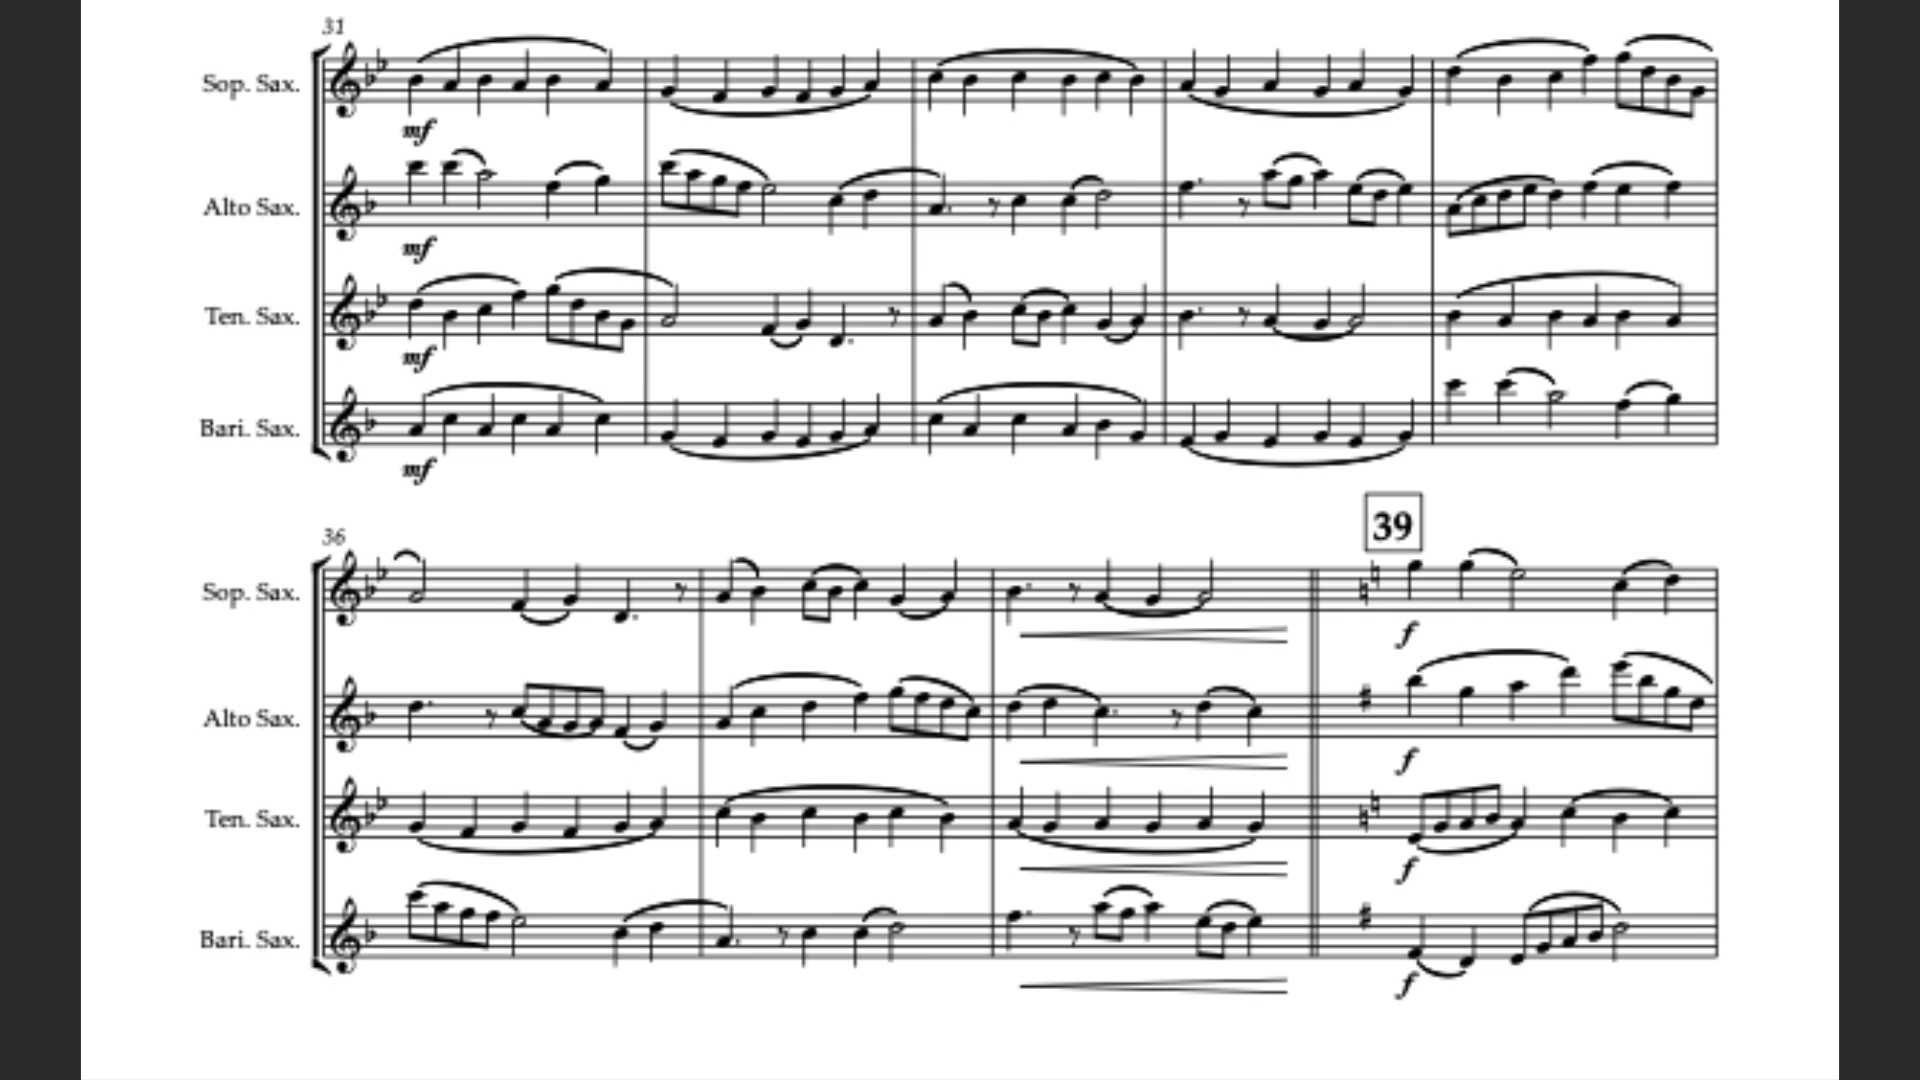 31
Sop. Sax.
mf
Alto Sax.
mf
Ten. Sax.
mf
Bari. Sax.
mf
39
36
Sop. Sax.
f
Alto Sax.
f
Ten. Sax.
f
Bari. Sax.
f